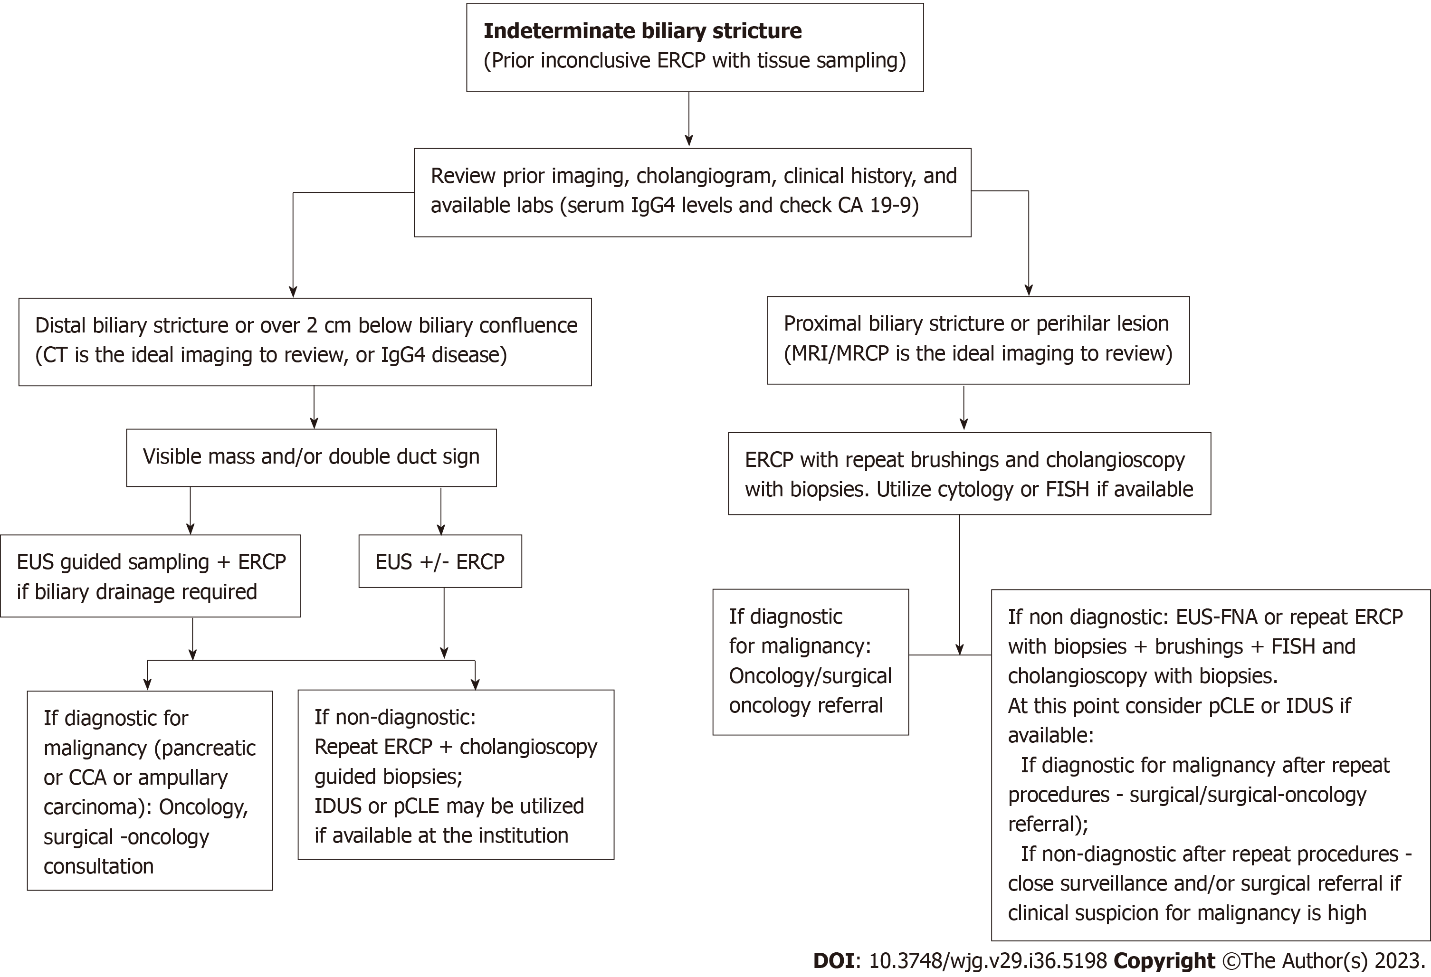 Indeterminate biliary stricture
(Prior inconclusive ERCP with tissue sampling)
Review prior imaging, cholangiogram, clinical history, and
available labs (serum IgG4 levels and check CA 19-9)
Distal biliary stricture or over 2 cm below biliary confluence
(CT is the ideal imaging to review, or IgG4 disease)
Proximal biliary stricture or perihilar lesion
(MRI/MRCP is the ideal imaging to review)
Visible mass and/or double duct sign
ERCP with repeat brushings and cholangioscopy
with biopsies. Utilize cytology or FISH if available
EUS guided sampling + ERCP
if biliary drainage required
EUS +/- ERCP
If diagnostic for
malignancy (pancreatic
or CCA or ampullary
carcinoma): Oncology,
surgical -oncology
consultation
If non-diagnostic:
Repeat ERCP + cholangioscopy
guided biopsies;
IDUS or pCLE may be utilized
if available at the institution
If diagnostic
for malignancy:
Oncology/surgical
oncology referral
If non diagnostic: EUS-FNA or repeat ERCP
with biopsies + brushings + FISH and
cholangioscopy with biopsies.
At this point consider pCLE or IDUS if
available:
If diagnostic for malignancy after repeat
procedures - surgical/surgical-oncology
referral);
If non-diagnostic after repeat procedures -
close surveillance and/or surgical referral if
clinical suspicion for malignancy is high
DOI: 10.3748/wjg.v29.i36.5198 Copyright ©The Author(s) 2023.